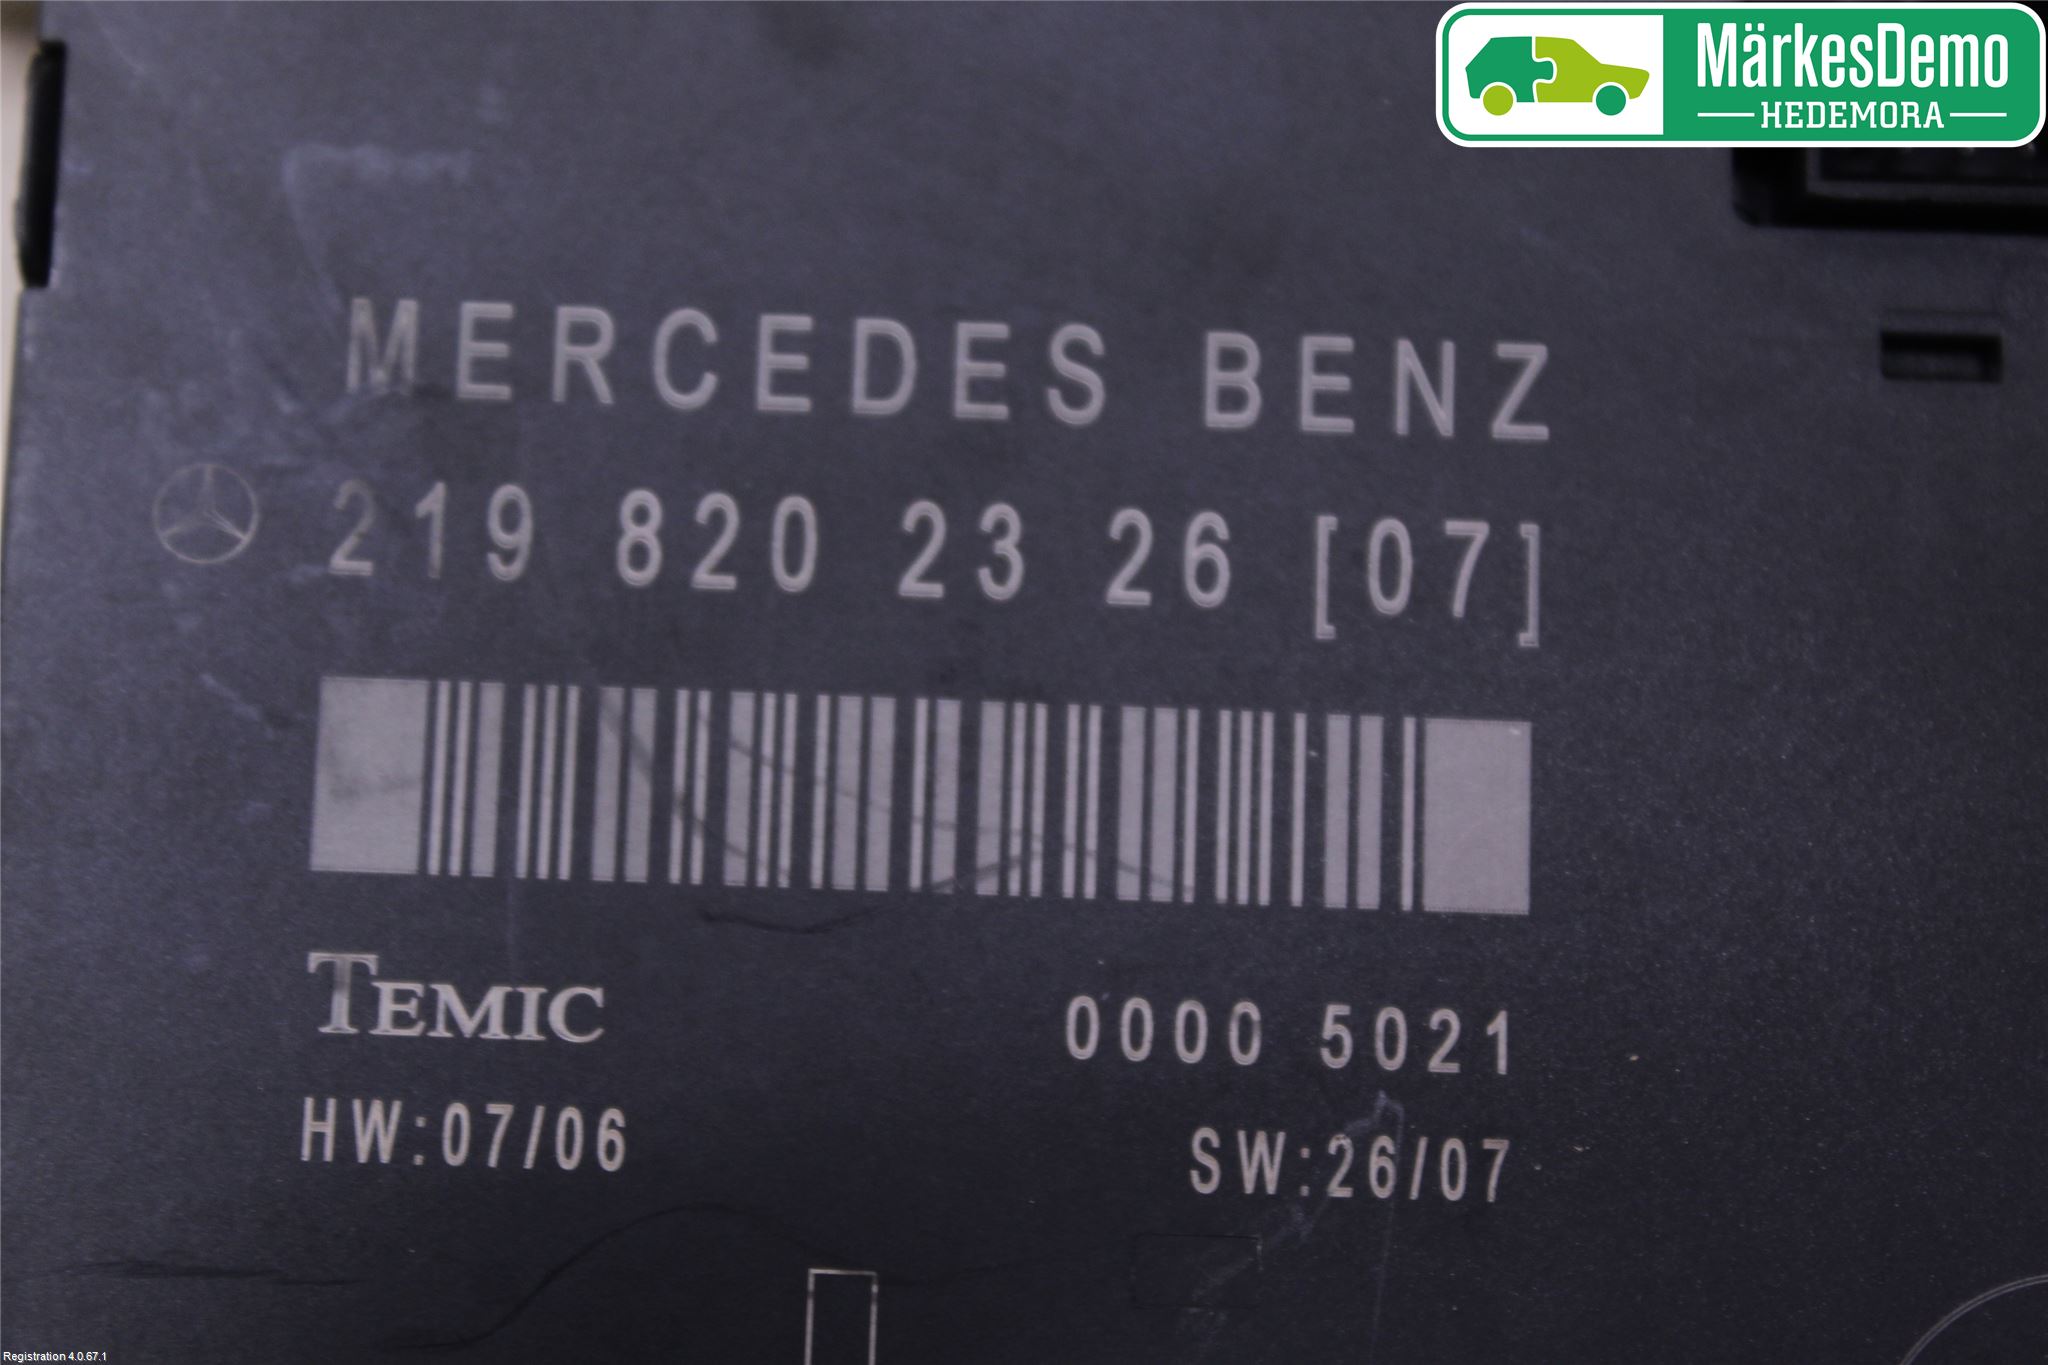 MärkesDemo
HEDEMORA
MERCEDES BENZ
219 820 23 26 [07]
TEMIC
0000 5021
HW:07/06
SW:26/07
Registration 4.0.67.1